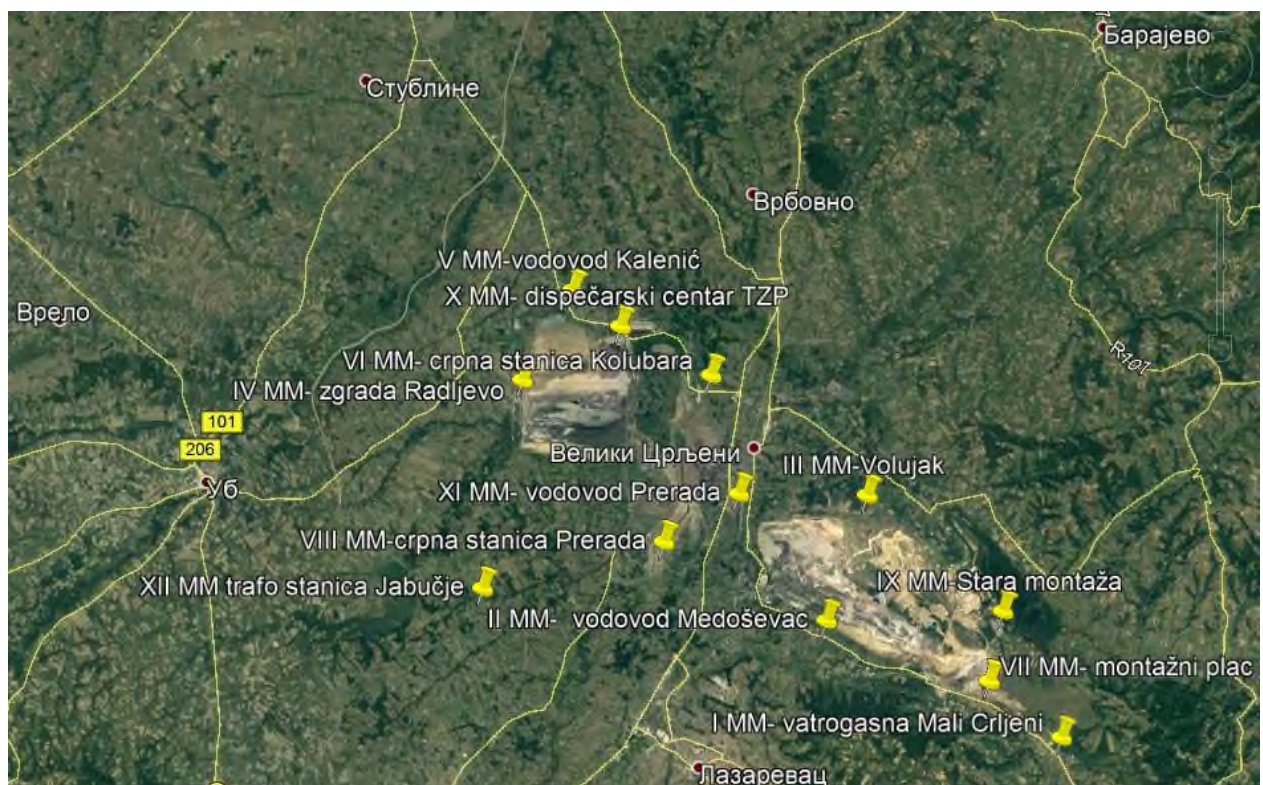 Барајево
Стублине
Врбовно
V MM-vodovod Kalenić
X MM- dispečarski centar TZP
Врело
VI MM- crpna stanica Kolubara
R101
IV MM- zgrada Radljevo
101
206
Велики Црљени
III MM-Volujak
Уб
XI MM- vodovod Prerada
VIII MM-crpna stanica Prerada
XII MM trafo stanica Jabučje
IX MM-Stara montaža
II MM-  vodovod Medoševac
VII MM- montažni plac
I MM- vatrogasna Mali Crljeni
Лазаревац